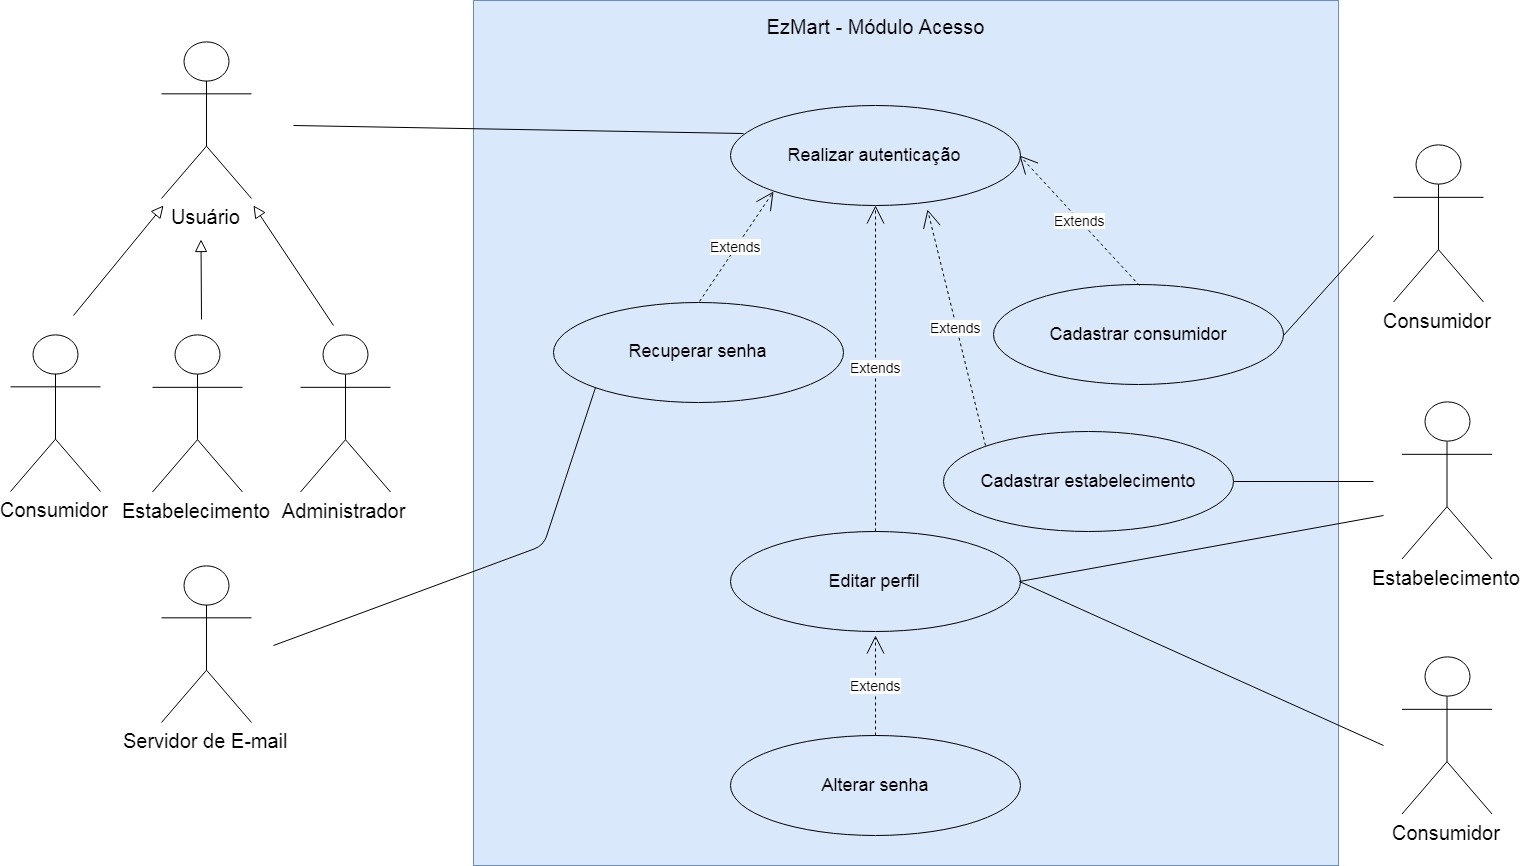 EzMart - Módulo Acesso
Realizar autenticação
Usuário
Extends
Extends
Extends
Cadastrar consumidor
Consumidor
Recuperar senha
Extends
Extends
Cadastrar estabelecimento
Consumidor
Estabelecimento
Administrador
Estabelecimento
Editar perfil
Extends
Servidor de E-mail
Alterar senha
Consumidor